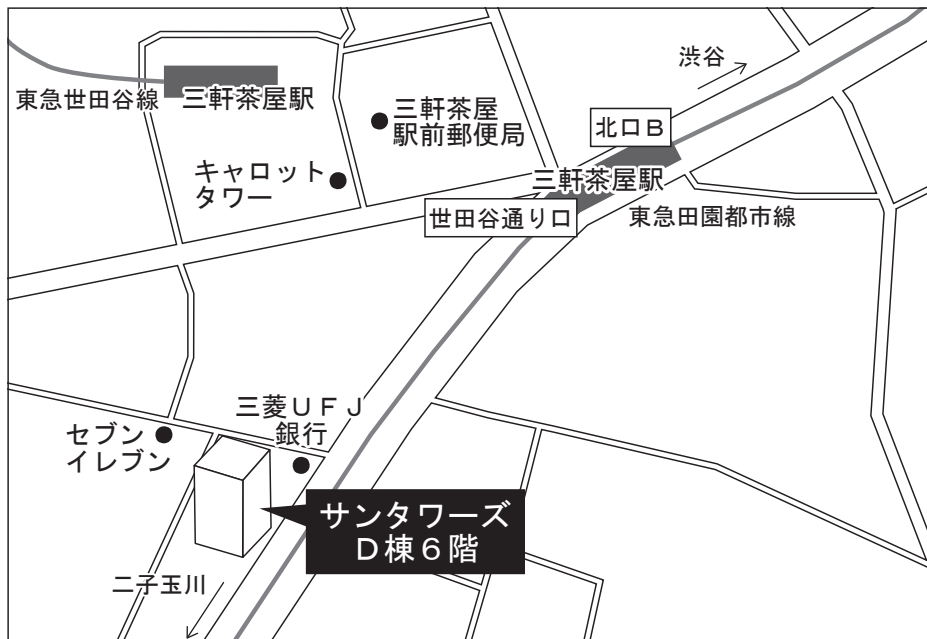 渋谷
東急世田谷線
三軒茶屋駅
三軒茶屋
駅前郵便局
北口Ｂ
キャロット
タワー
三軒茶屋駅
世田谷通り口
東急田園都市線
三菱ＵＦＪ
銀行
セブン
イレブン
サンタワーズ
Ｄ棟６階
二子玉川